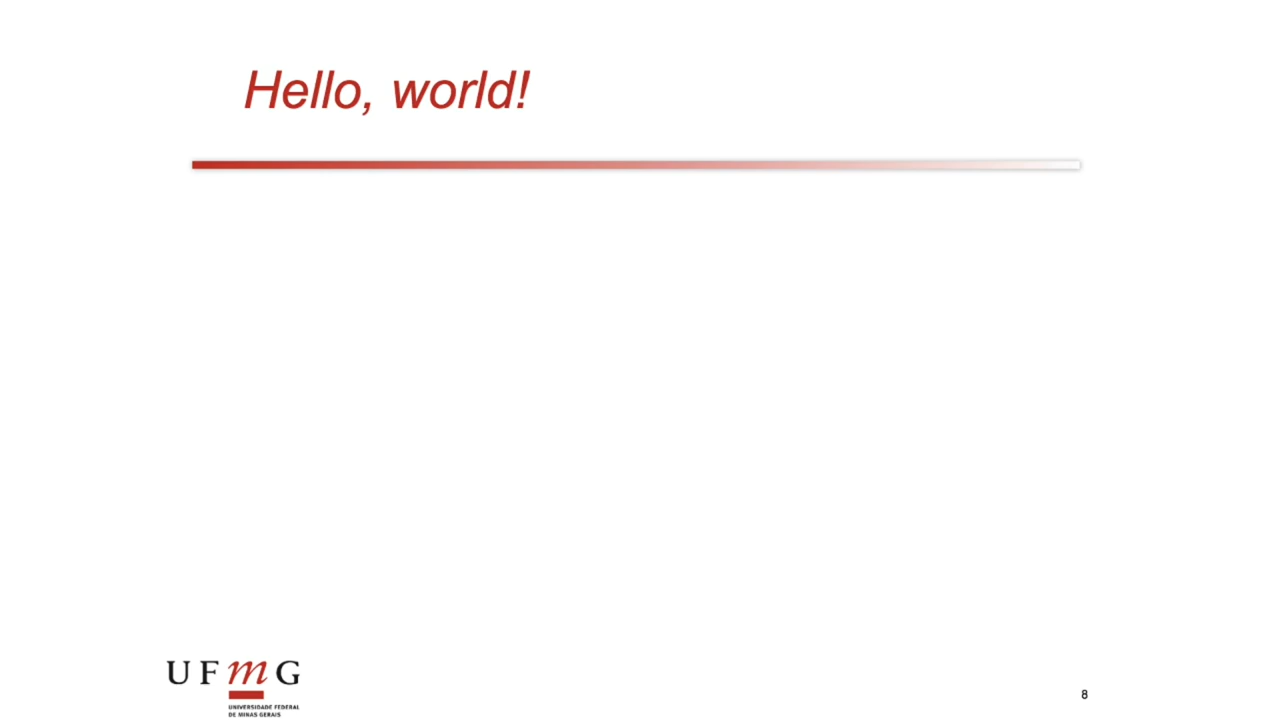 Hello, world!
UFmG
UNIVERSIDADE FEDERAL
DE MINAS GERAIS
8